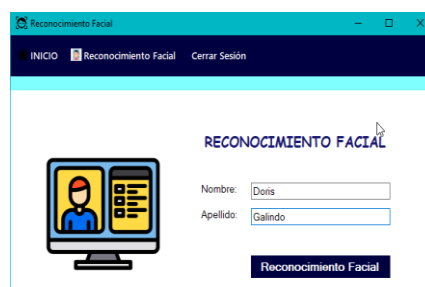 Reconocimiento Facial
INICIO Reconocimiento Facial Cerrar Sesión
RECONOCIMIENTO FACIAL
Nombre: Doris
Apellido: Galindo
Reconocimiento Facial